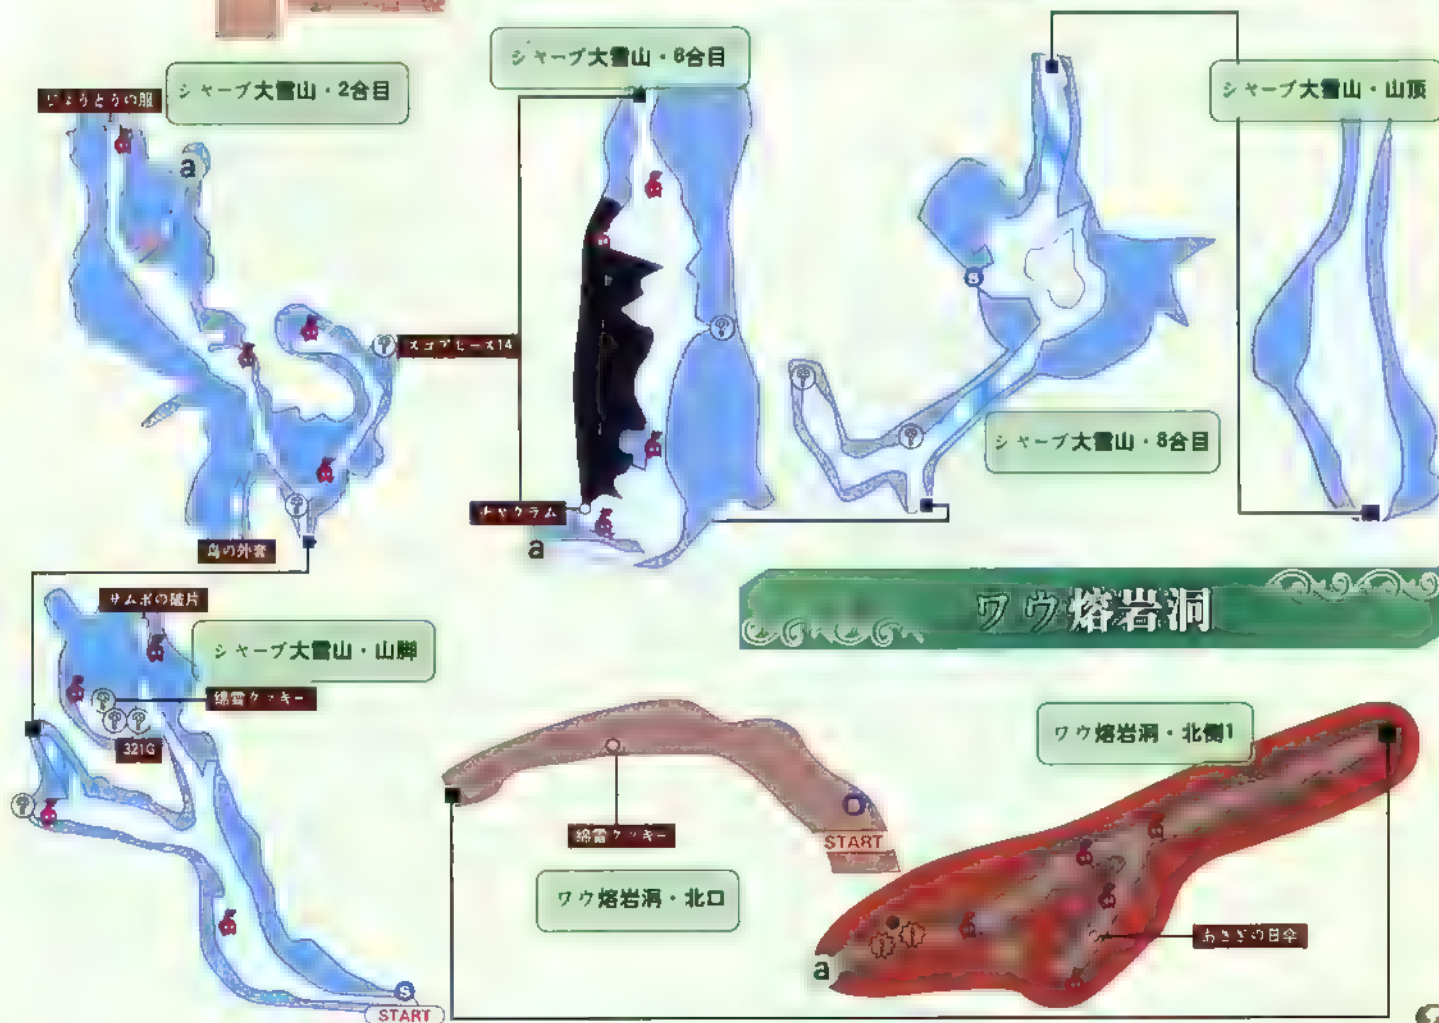 シャープ大雪山・6合目
シャープ大雪山・2合目
シャープ大雪山・山頂
じょうとうの服
a
スコアピース14
シャープ大雪山・8合目
チャクラム
a
鳥の外套
サムポの破片
ワウ熔岩洞
シャープ大雪山・山脚
綿雪クッキー
321G
S
ワウ熔岩洞・北側1
綿雪クッキー
START
ワウ熔岩洞・北口
a
S
START